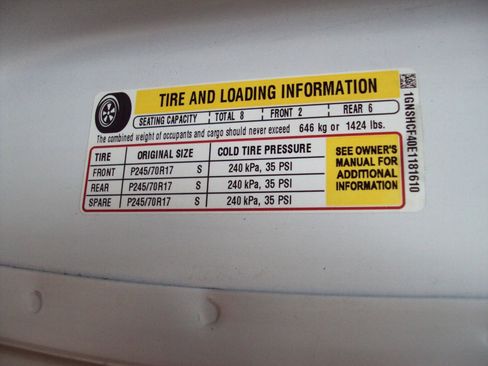 TIRE AND LOADING INFORMATION
SEATING CAPACITY TOTAL 8 FRONT 2 REAR 6
The combined weight of occupants and cargo should never exceed 646 kg or 1424 lbs.
TIRE ORIGINAL SIZE COLD TIRE PRESSURE
FRONT P245/70R17 S 240 kPa, 35 PSI
REAR P245/70R17 S 240 kPa, 35 PSI
SPARE P245/70R17 S 240 kPa, 35 PSI
SEE OWNER'S
MANUAL FOR
ADDITIONAL
INFORMATION